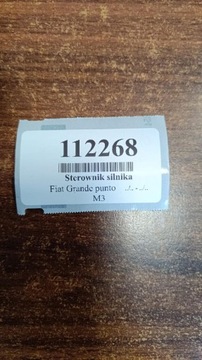 112268
Sterownik silnika
Fiat Grande punto
M3